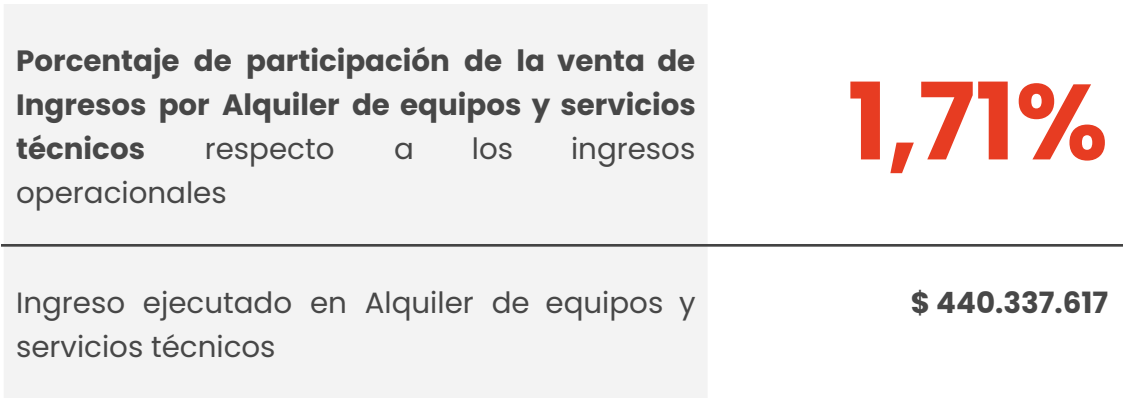 Porcentaje de participación de la venta de
Ingresos por Alquiler de equipos y servicios
técnicos respecto a los ingresos
operacionales
1,71%
Ingreso ejecutado en Alquiler de equipos y
servicios técnicos
$ 440.337.617